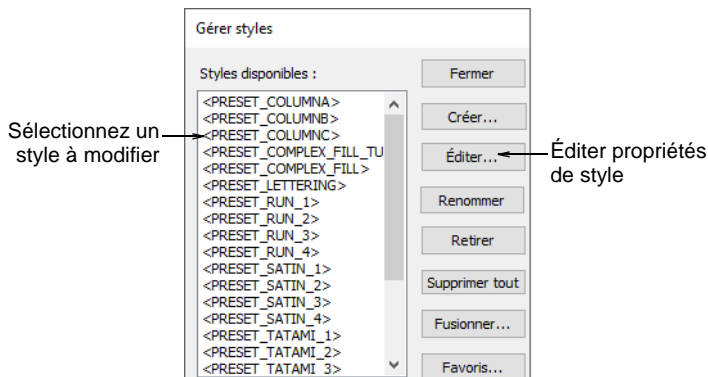 Gérer styles
Styles disponibles :
Fermer
<PRESET_COLUMNA>
<PRESET_COLUMNB>
<PRESET_COLUMNC>
<PRESET_COMPLEX_FILL_TU
<PRESET_COMPLEX_FILL>
<PRESET_LETTERING>
<PRESET_RUN_1>
<PRESET_RUN_2>
<PRESET_RUN_3>
<PRESET_RUN_4>
<PRESET_SATIN_1>
<PRESET_SATIN_2>
<PRESET_SATIN_3>
<PRESET_SATIN_4>
<PRESET_TATAMI_1>
<PRESET_TATAMI_2>
<PRESET_TATAMI_3>
Créer...
Éditer...
Renommer
Retirer
Supprimer tout
Fusionner...
Favoris...
Sélectionnez un
style à modifier
Éditer propriétés
de style